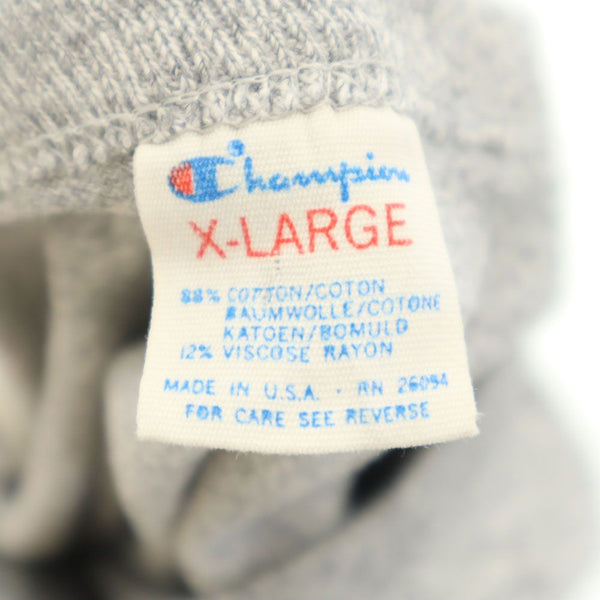 Champion
X-LARGE
88% COTTON/COTON
BAUMWOLLE/COTONE
KATOEN/BOMULD
12% VISCOSE RAYON
MADE IN U.S.A. · RN 26094
FOR CARE SEE REVERSE